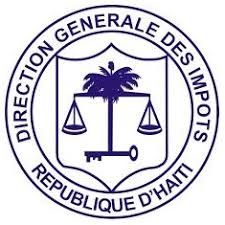 DIRECTION GENERALE DES IMPOTS
REPUBLIQUE D'HAITI